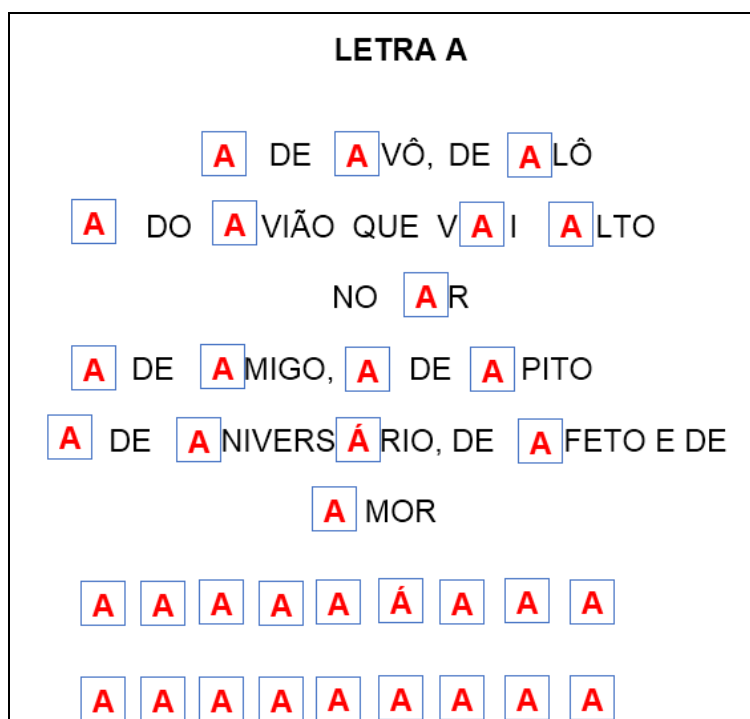 LETRA A
A DE AVÔ, DE ALÔ
A DO AVIÃO QUE VAI ALTO
NO AR
A DE AMIGO, A DE APITO
A DE ANIVERSÁRIO, DE AFETO E DE
AMOR
A A A A A Á A A A
A A A A A A A A A